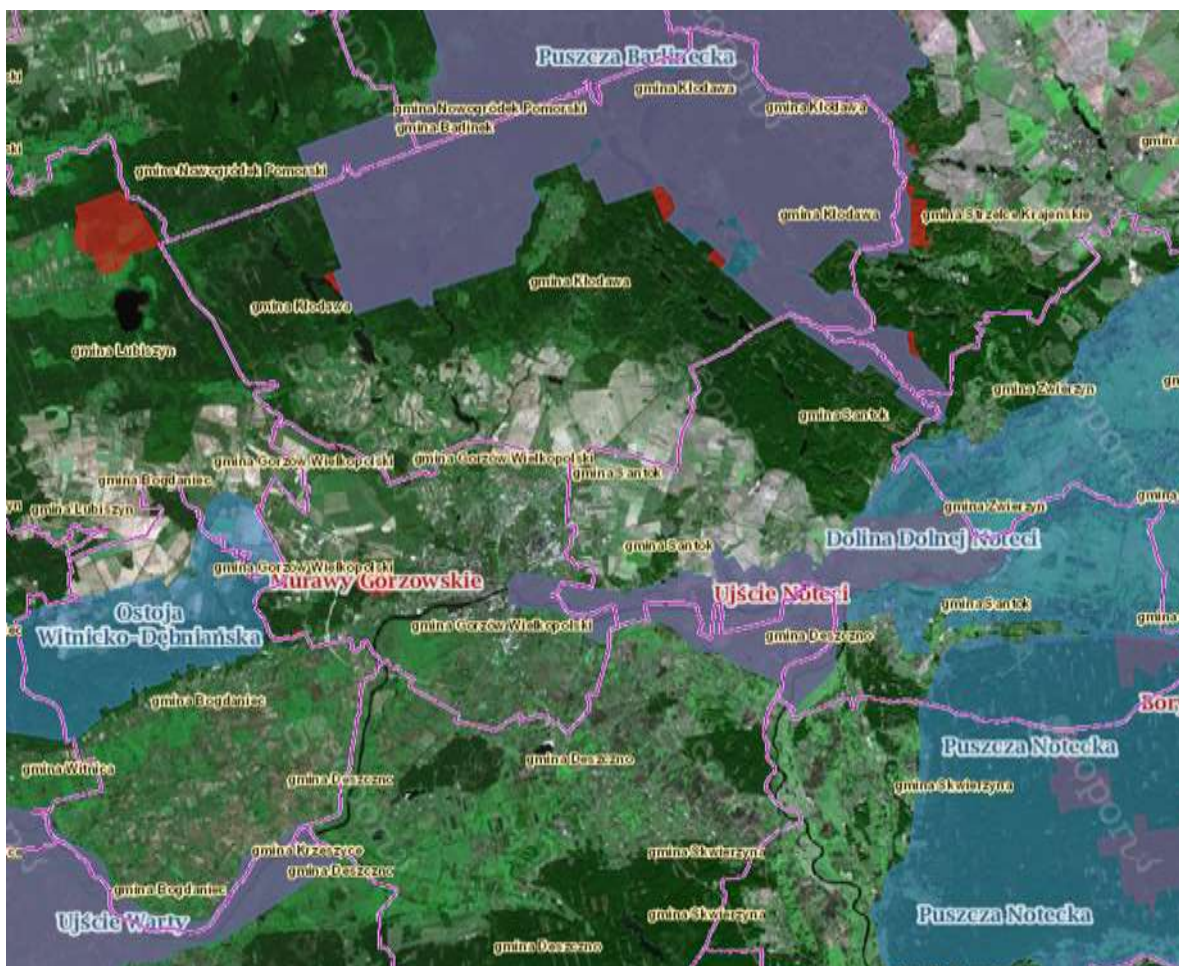 Puszcza Barlinecka
gmina Kłodawa
gmina Nowogródek Pomorski
gmina Kłodawa
gmina Barlinek
gmina
gmina Nowogródek Pomorski
gmina Kłodawa
gmina Strzelce Krajeńskie
gmina Kłodawa
gmina Kłodawa
gmina Lubiszyn
gmina Zwierzyn
gmina Santok
gmina Gorzów Wielkopolski
gmina Gorzów Wielkopolski
gmina Santok
gmina Bogdaniec
gmina Lubiszyn
gmina Zwierzyn
Dolina Dolnej Noteci
gmina Santok
gmina Gorzów Wielkopolski
Murawy Gorzowskie
Ujście Noteci
gmina Santok
Ostoja
Witnicko-Dębniańska
gmina Gorzów Wielkopolski
gmina Deszczno
gmina Bogdaniec
Puszcza Notecka
gmina Witnica
gmina Deszczno
gmina Deszczno
gmina Skwierzyna
gmina Krzeszyce
gmina Deszczno
gmina Skwierzyna
gmina Bogdaniec
Ujście Warty
gmina Skwierzyna
Puszcza Notecka
gmina Deszczno